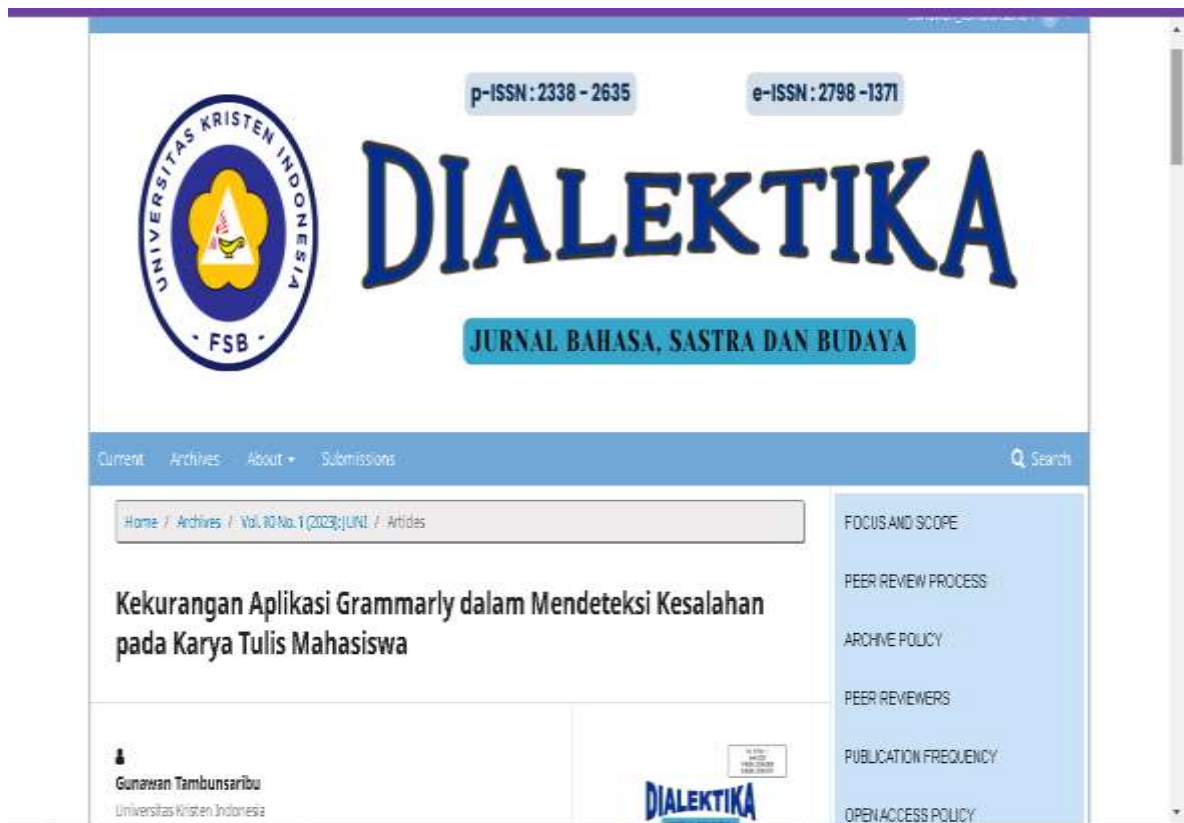 p-ISSN : 2338 - 2635
e-ISSN : 2798 -1371
UNIVERSITAS KRISTEN INDONESIA
- FSB -
DIALEKTIKA
JURNAL BAHASA, SASTRA DAN BUDAYA
Current Archives About Submissions Search
Home / Archives / Vol. 10 No. 1 (2023): JUNI / Articles
Kekurangan Aplikasi Grammarly dalam Mendeteksi Kesalahan
pada Karya Tulis Mahasiswa
Gunawan Tambunsaribu
Universitas Kristen Indonesia
DIALEKTIKA
FOCUS AND SCOPE
PEER REVIEW PROCESS
ARCHIVE POLICY
PEER REVIEWERS
PUBLICATION FREQUENCY
OPEN ACCESS POLICY